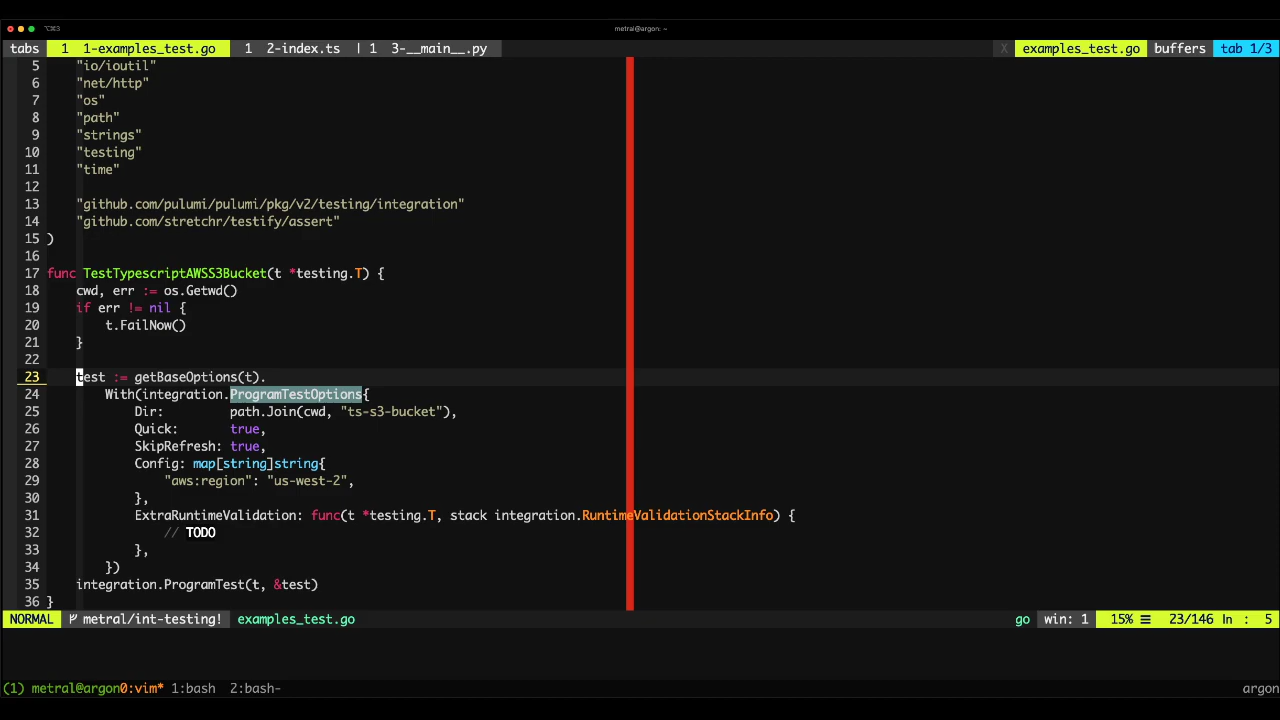 ⌥⌘3 metral@argon: ~
tabs 1 1-examples_test.go 1 2-index.ts | 1 3-__main__.py X examples_test.go buffers tab 1/3
5 "io/ioutil"
6 "net/http"
7 "os"
8 "path"
9 "strings"
10 "testing"
11 "time"
12
13 "github.com/pulumi/pulumi/pkg/v2/testing/integration"
14 "github.com/stretchr/testify/assert"
15 )
16
17 func TestTypescriptAWSS3Bucket(t *testing.T) {
18 cwd, err := os.Getwd()
19 if err != nil {
20 t.FailNow()
21 }
22
23 test := getBaseOptions(t).
24 With(integration.ProgramTestOptions{
25 Dir: path.Join(cwd, "ts-s3-bucket"),
26 Quick: true,
27 SkipRefresh: true,
28 Config: map[string]string{
29 "aws:region": "us-west-2",
30 },
31 ExtraRuntimeValidation: func(t *testing.T, stack integration.RuntimeValidationStackInfo) {
32 // TODO
33 },
34 })
35 integration.ProgramTest(t, &test)
36 }
NORMAL metral/int-testing! examples_test.go go win: 1 15% ☰ 23/146 ln : 5
(1) metral@argon0:vim* 1:bash 2:bash- argon